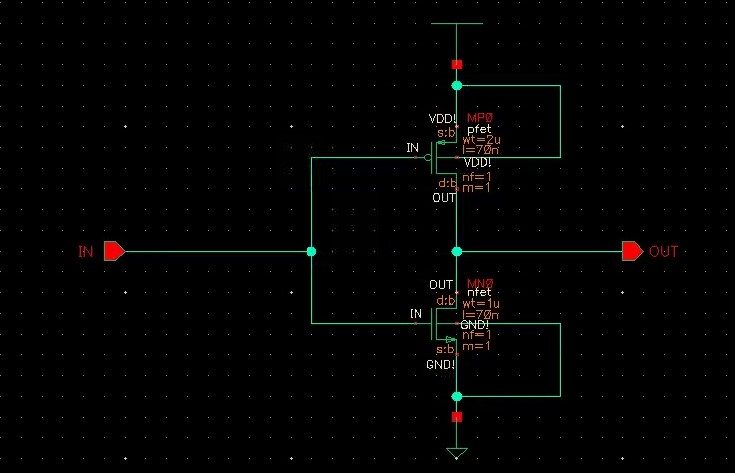 VDD!
MP0
s:b
pfet
wt=2u
l=70n
IN
VDD!
d:b
nf=1
m=1
OUT
IN
OUT
OUT
MN0
nfet
d:b
wt=1u
l=70n
IN
GND!
nf=1
m=1
s:b
GND!